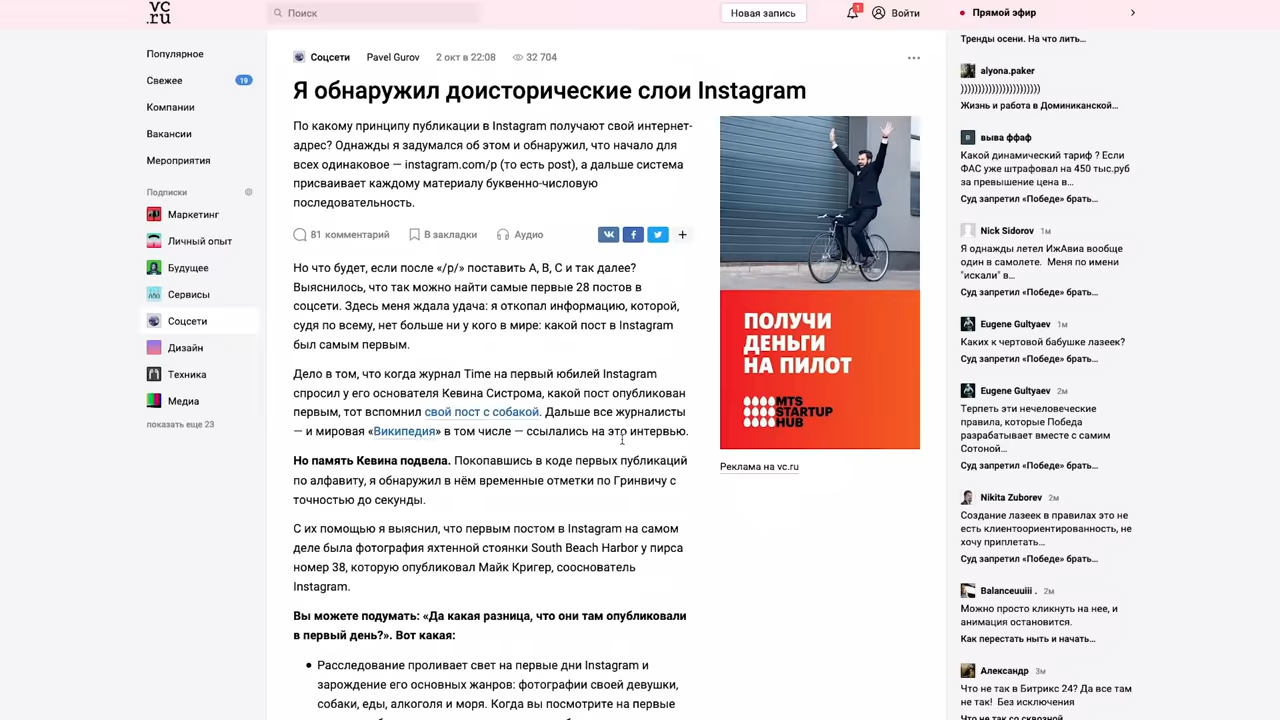 vc
.ru
Поиск
Новая запись
1
Войти
Прямой эфир
Популярное
Свежее
19
Компании
Вакансии
Мероприятия
Подписки
Маркетинг
Личный опыт
Будущее
Сервисы
Соцсети
Дизайн
Техника
Медиа
показать еще 23
Соцсети Pavel Gurov 2 окт в 22:08 32 704
Я обнаружил доисторические слои Instagram
По какому принципу публикации в Instagram получают свой интернет-
адрес? Однажды я задумался об этом и обнаружил, что начало для
всех одинаковое — instagram.com/p (то есть post), а дальше система
присваивает каждому материалу буквенно-числовую
последовательность.
81 комментарий В закладки Аудио
Но что будет, если после «/p/» поставить A, B, C и так далее?
Выяснилось, что так можно найти самые первые 28 постов в
соцсети. Здесь меня ждала удача: я откопал информацию, которой,
судя по всему, нет больше ни у кого в мире: какой пост в Instagram
был самым первым.
Дело в том, что когда журнал Time на первый юбилей Instagram
спросил у его основателя Кевина Систрома, какой пост опубликован
первым, тот вспомнил свой пост с собакой. Дальше все журналисты
— и мировая «Википедия» в том числе — ссылались на это интервью.
Но память Кевина подвела. Покопавшись в коде первых публикаций
по алфавиту, я обнаружил в нём временные отметки по Гринвичу с
точностью до секунды.
С их помощью я выяснил, что первым постом в Instagram на самом
деле была фотография яхтенной стоянки South Beach Harbor у пирса
номер 38, которую опубликовал Майк Кригер, сооснователь
Instagram.
Вы можете подумать: «Да какая разница, что они там опубликовали
в первый день?». Вот какая:
• Расследование проливает свет на первые дни Instagram и
зарождение его основных жанров: фотографии своей девушки,
собаки, еды, алкоголя и моря. Когда вы посмотрите на первые
ПОЛУЧИ
ДЕНЬГИ
НА ПИЛОТ
MTS
STARTUP
HUB
Реклама на vc.ru
Тренды осени. На что лить…
alyona.paker
))))))))))))))))))))))
Жизнь и работа в Доминиканской…
выва ффаф
Какой динамический тариф ? Если
ФАС уже штрафовал на 450 тыс.руб
за превышение цена в…
Суд запретил «Победе» брать…
Nick Sidorov 1м
Я однажды летел ИжАвиа вообще
один в самолете. Меня по имени
"искали" в…
Суд запретил «Победе» брать…
Eugene Gultyaev 1м
Каких к чертовой бабушке лазеек?
Суд запретил «Победе» брать…
Eugene Gultyaev 2м
Терпеть эти нечеловеческие
правила, которые Победа
разрабатывает вместе с самим
Сотоной…
Суд запретил «Победе» брать…
Nikita Zuborev 2м
Создание лазеек в правилах это не
есть клиентоориентированность, не
хочу приплетать…
Суд запретил «Победе» брать…
Balanceuuiii . 2м
Можно просто кликнуть на нее, и
анимация остановится.
Как перестать ныть и начать…
Александр 3м
Что не так в Битрикс 24? Да все там
не так! Без исключения
Что не так со сквозной